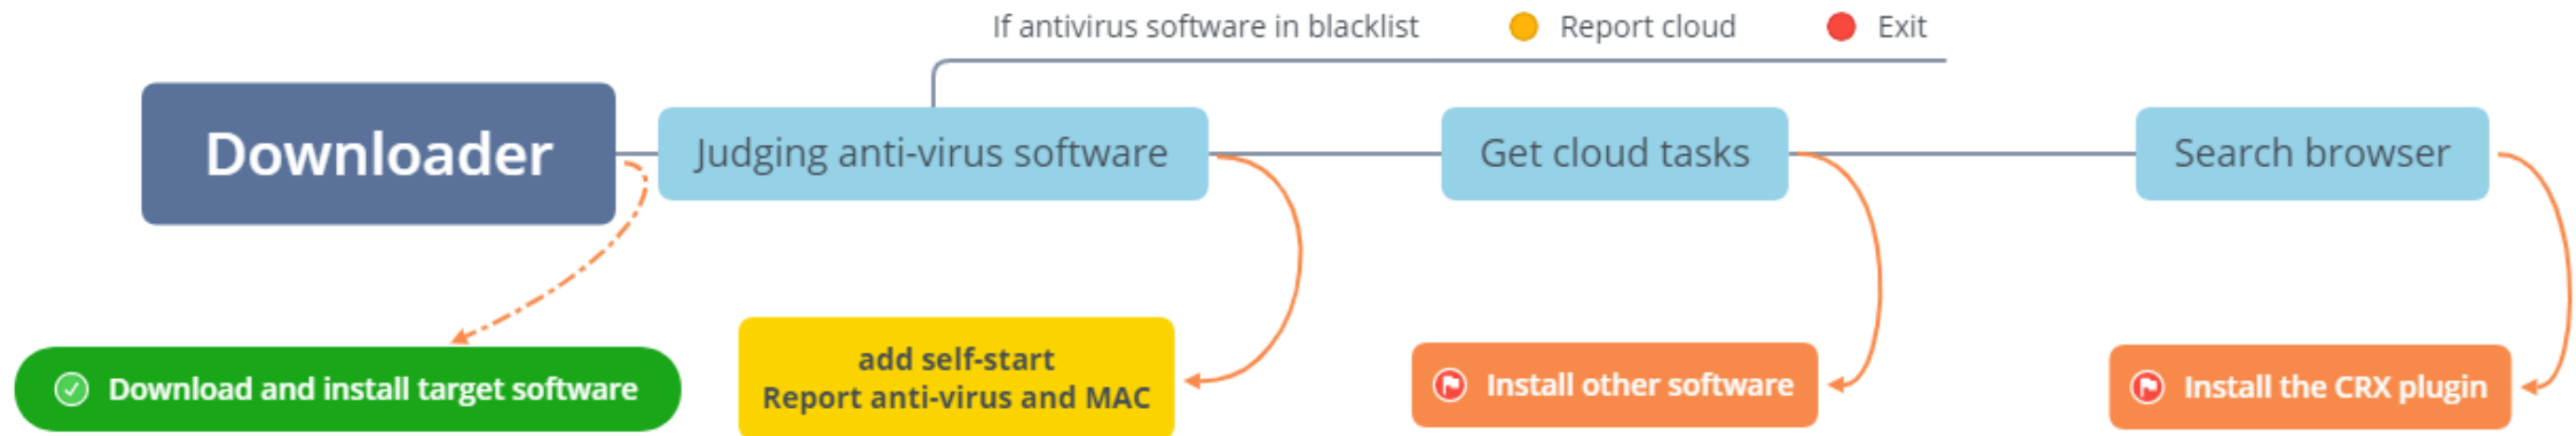 If antivirus software in blacklist Report cloud Exit
Downloader
Judging anti-virus software
Get cloud tasks
Search browser
Download and install target software
add self-start
Report anti-virus and MAC
Install other software
Install the CRX plugin